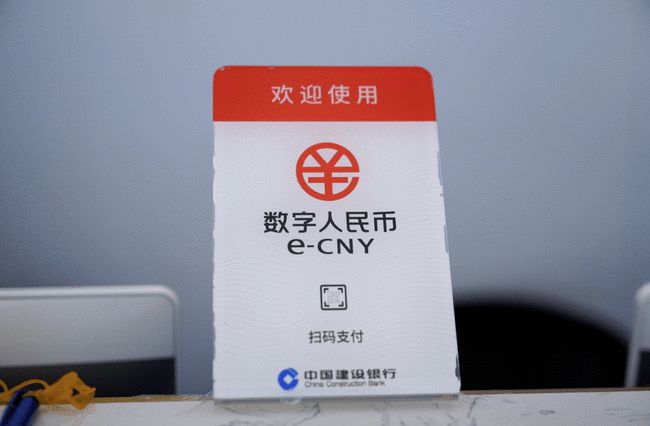 欢迎使用
数字人民币
e-CNY
扫码支付
中国建设银行
China Construction Bank